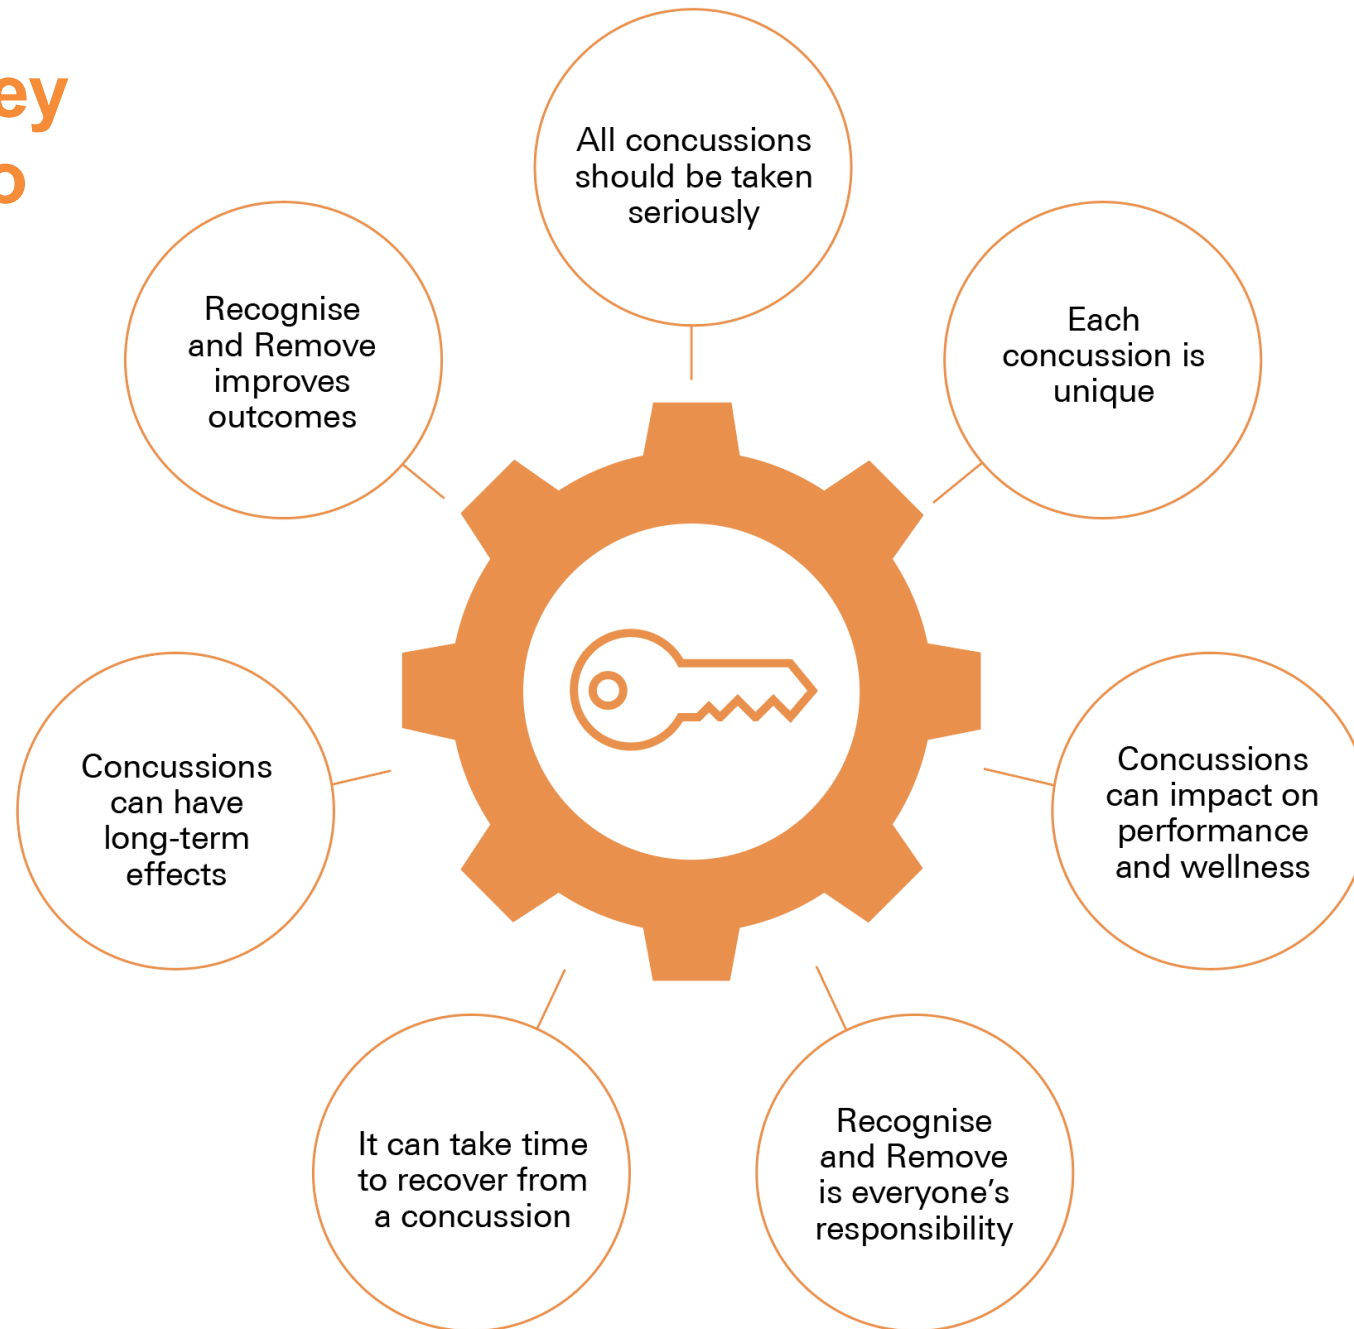 ey
o
All concussions
should be taken
seriously
Each
concussion is
unique
Concussions
can impact on
performance
and wellness
Recognise
and Remove
is everyone’s
responsibility
It can take time
to recover from
a concussion
Concussions
can have
long-term
effects
Recognise
and Remove
improves
outcomes